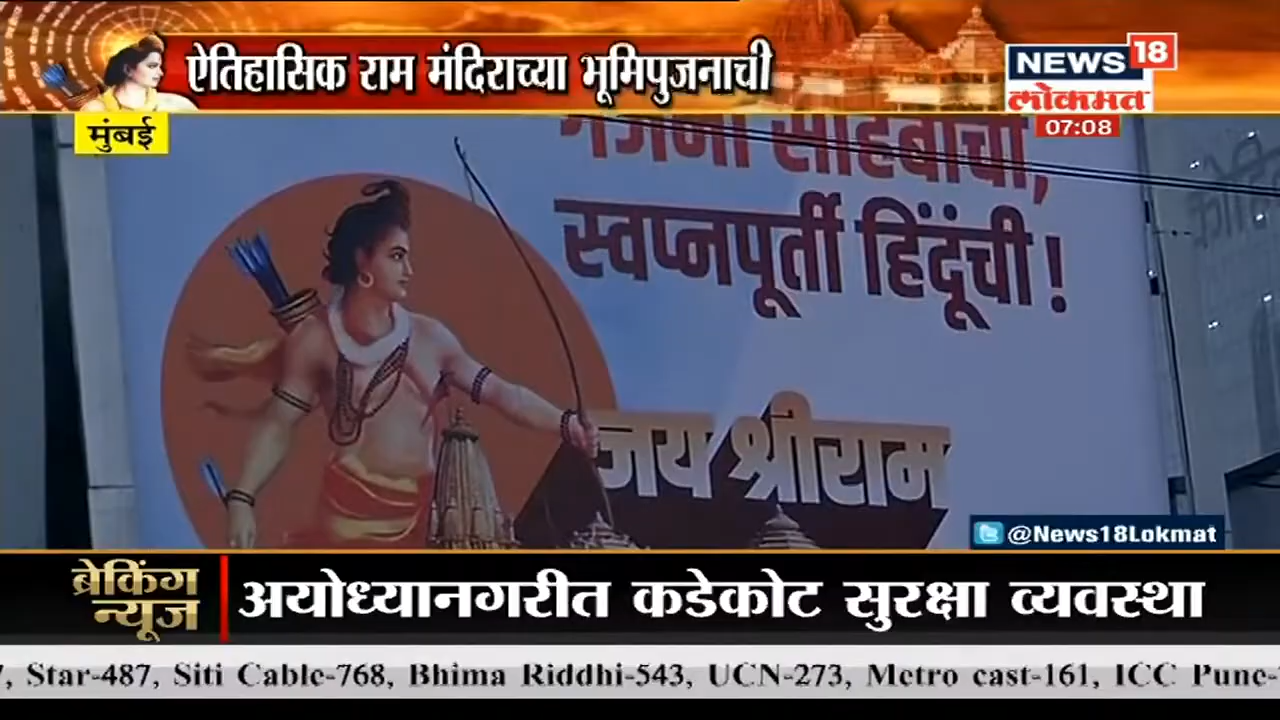 ऐतिहासिक राम मंदिराच्या भूमिपुजनाची
NEWS 18
लोकमत
07:08
मुंबई
साहेबांची,
स्वप्नपूर्ती हिंदूंची!
जय श्रीराम
@News18Lokmat
ब्रेकिंग न्यूज
अयोध्यानगरीत कडेकोट सुरक्षा व्यवस्था
7, Star-487, Siti Cable-768, Bhima Riddhi-543, UCN-273, Metro cast-161, ICC Pune-